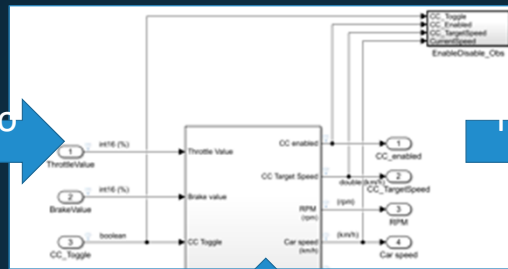 CC_Toggle
CC_Enabled
CC_TargetSpeed
CurrentSpeed
EnableDisable_Obs
int16 (%)
1
ThrottleValue
Throttle Value
CC enabled
1
CC_enabled
CC Target Speed
double(km/h)
2
CC_TargetSpeed
int16 (%)
2
BrakeValue
Brake value
RPM
(rpm)
(rpm)
3
RPM
boolean
3
CC_Toggle
CC Toggle
Car speed
(km/h)
(km/h)
4
Car speed